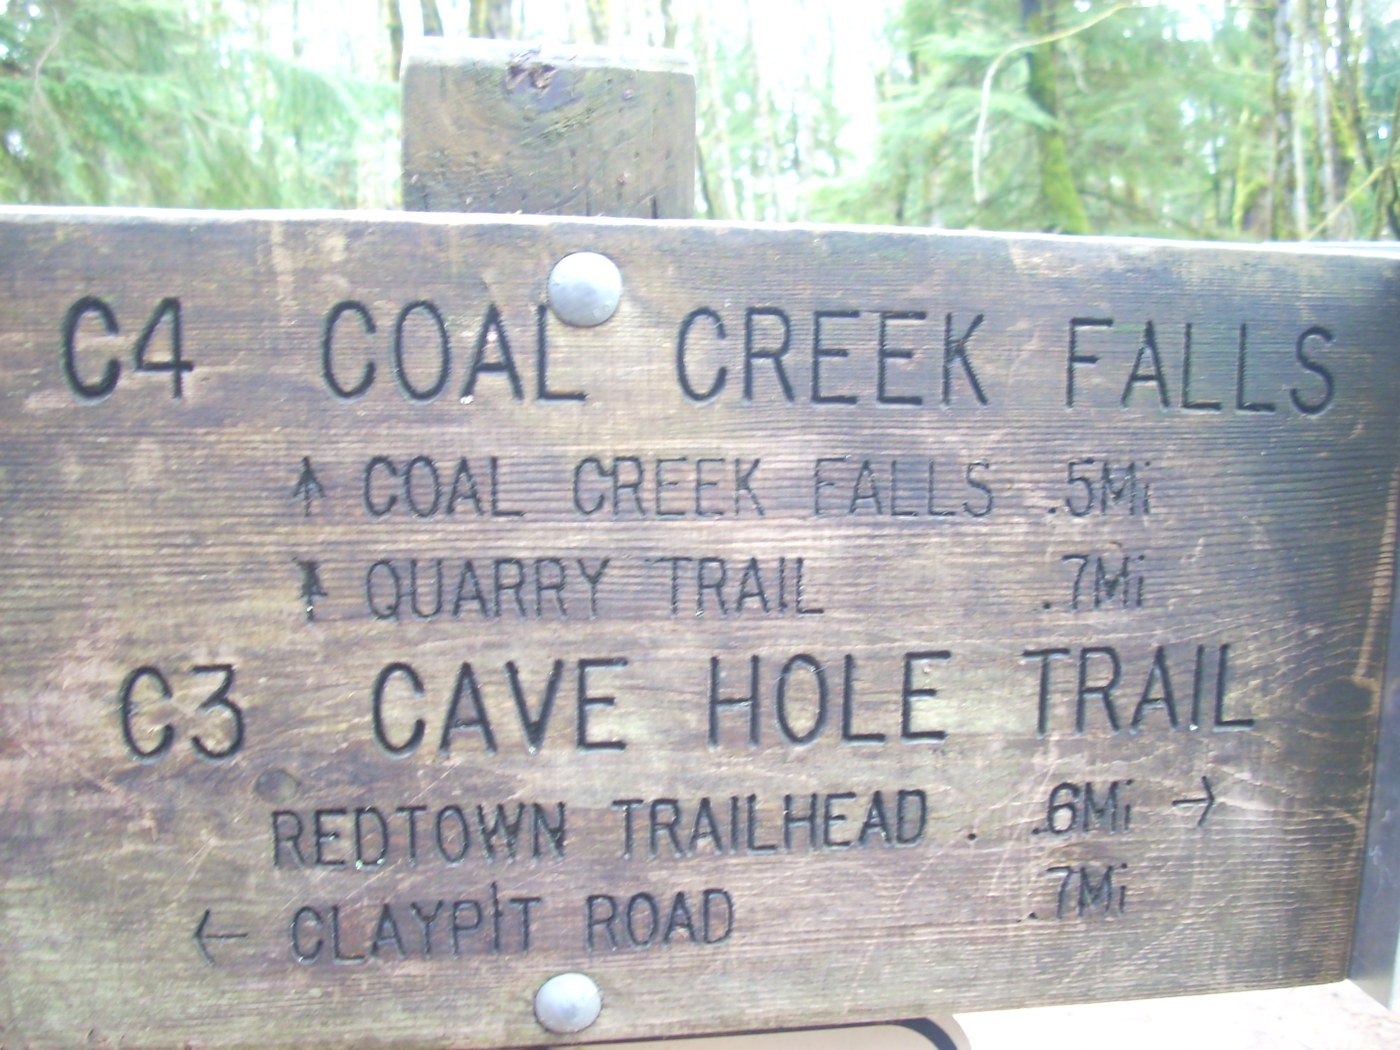 C4 COAL CREEK FALLS
↑ COAL CREEK FALLS .5Mi
↑ QUARRY TRAIL .7Mi
C3 CAVE HOLE TRAIL
REDTOWN TRAILHEAD . .6Mi →
← CLAYPIT ROAD .7Mi